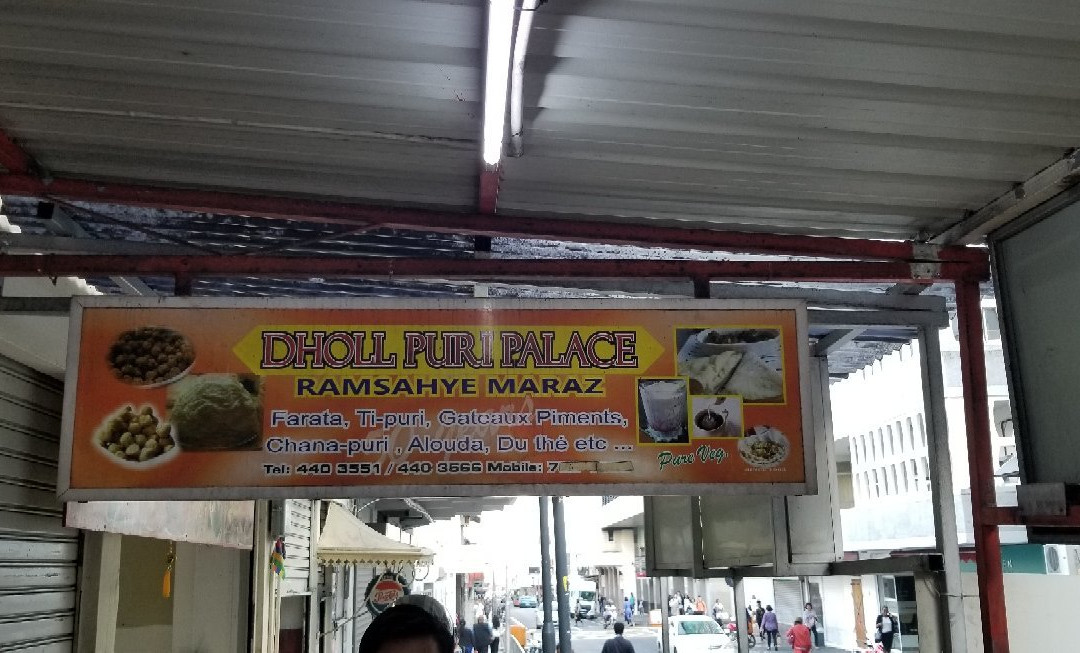 DHOLL PURI PALACE
RAMSAHYE MARAZ
Farata, Ti-puri, Gateaux Piments,
Chana-puri , Alouda, Du thé etc ...
Tel: 440 3551 / 440 3566 Mobile: 7
Pure Veg.